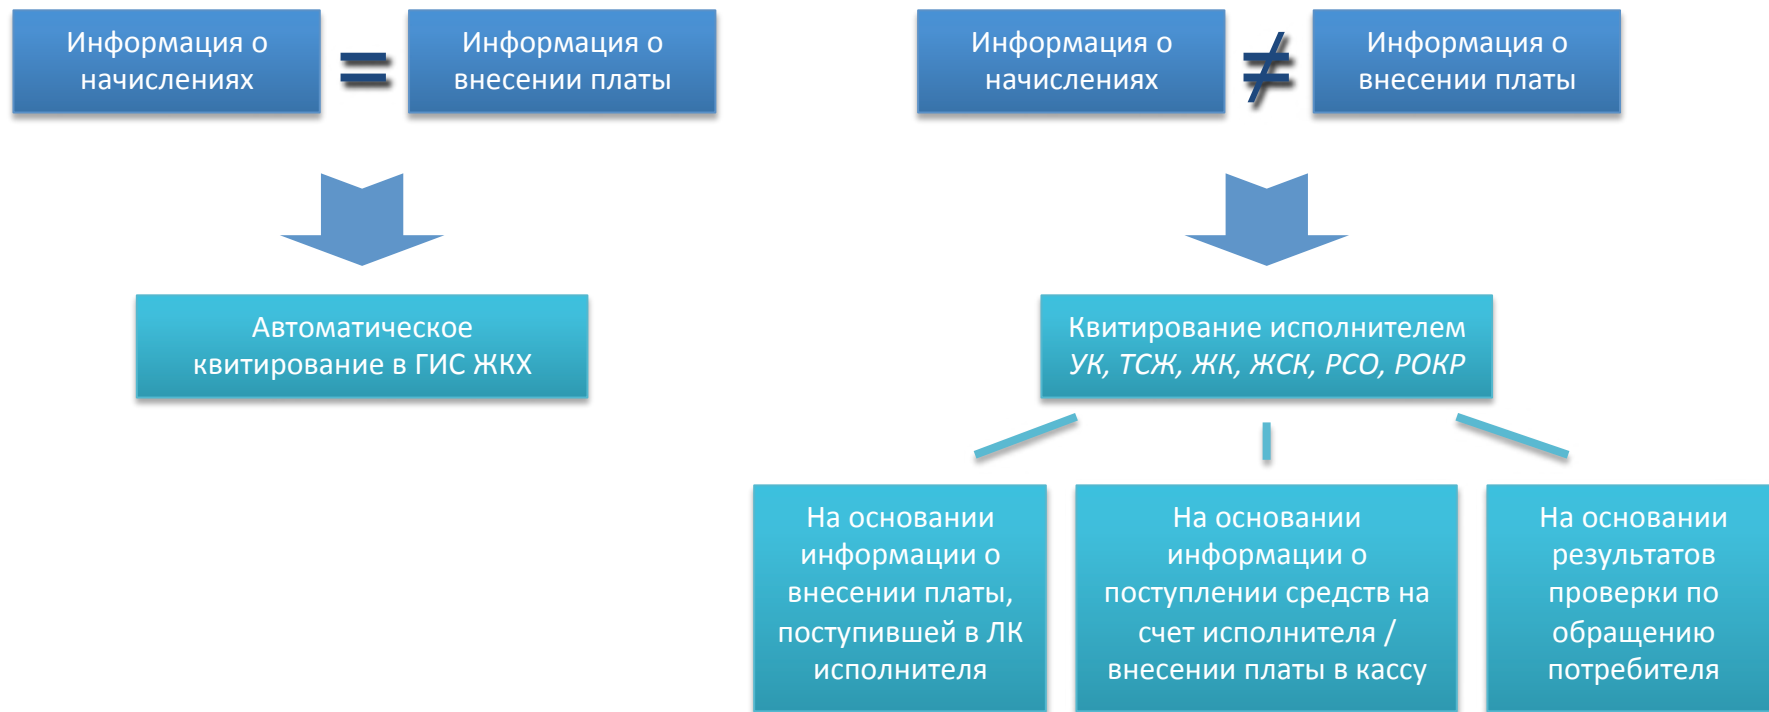 Информация о
начислениях
=
Информация о
внесении платы
Информация о
начислениях
≠
Информация о
внесении платы
Автоматическое
квитирование в ГИС ЖКХ
Квитирование исполнителем
УК, ТСЖ, ЖК, ЖСК, РСО, РОКР
На основании
информации о
внесении платы,
поступившей в ЛК
исполнителя
На основании
информации о
поступлении средств на
счет исполнителя /
внесении платы в кассу
На основании
результатов
проверки по
обращению
потребителя